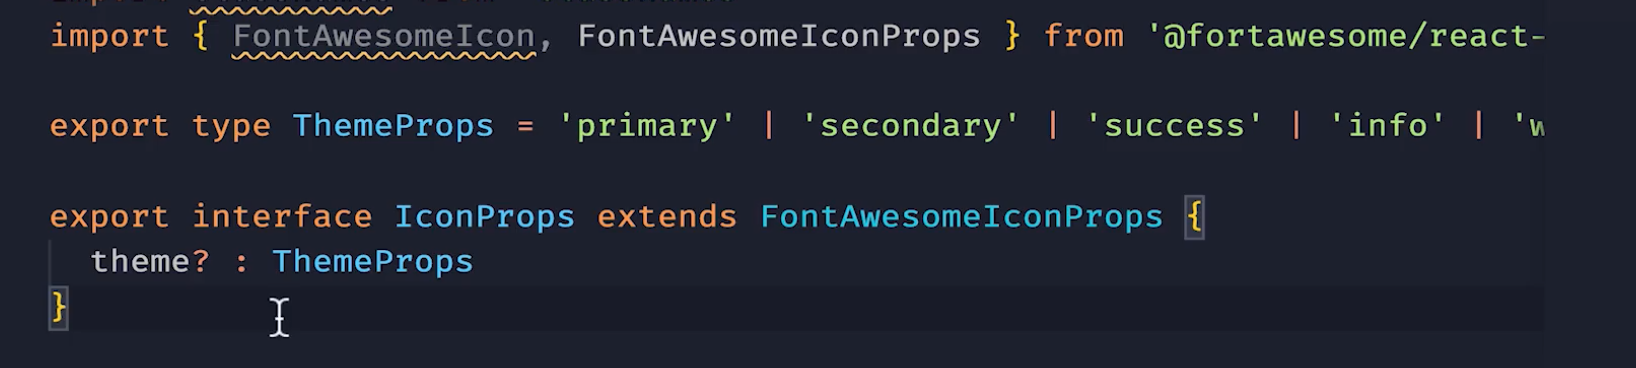 import { FontAwesomeIcon, FontAwesomeIconProps } from '@fortawesome/react-
export type ThemeProps = 'primary' | 'secondary' | 'success' | 'info' | 'w
export interface IconProps extends FontAwesomeIconProps {
theme? : ThemeProps
}